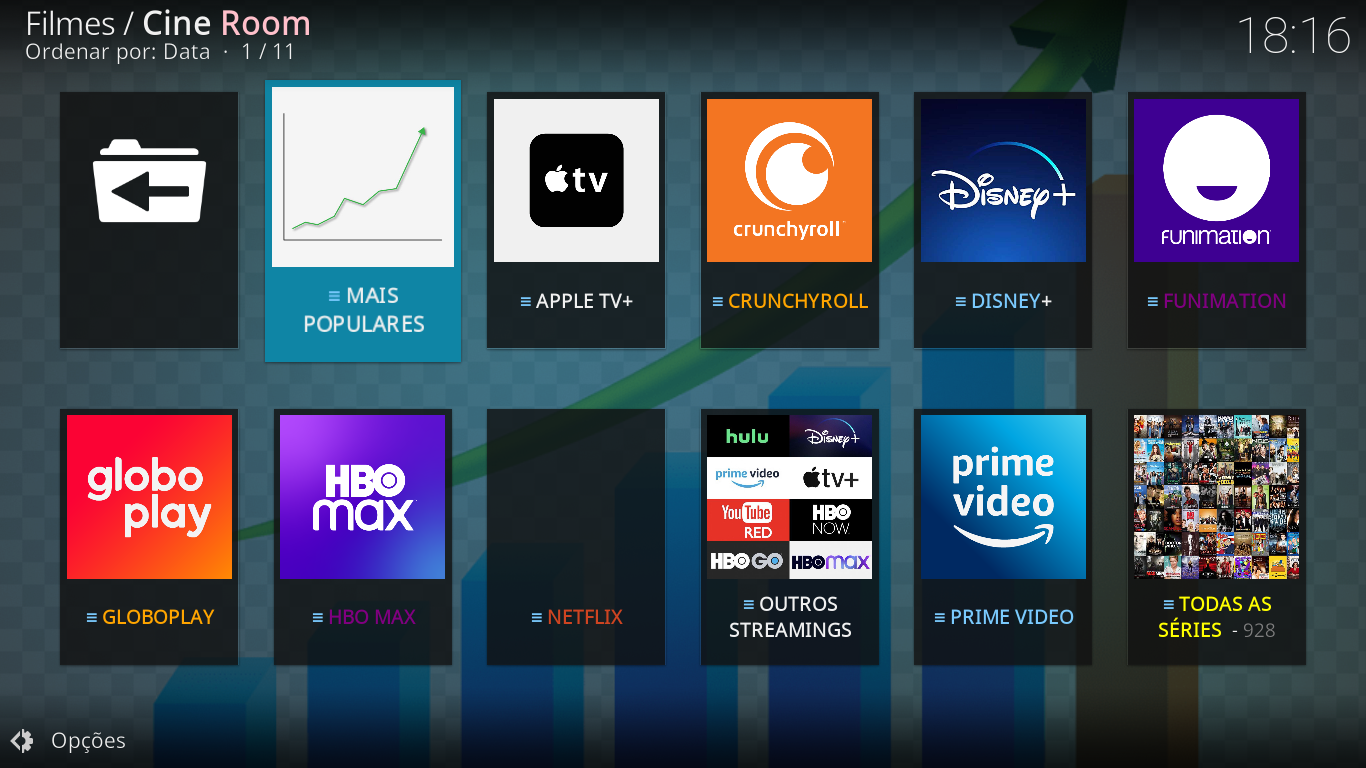 Filmes / Cine Room
Ordenar por: Data · 1 / 11
18:16
tv
crunchyroll
Disney+
FUNIMATION
≡ MAIS
POPULARES
≡ APPLE TV+
≡ CRUNCHYROLL
≡ DISNEY+
≡ FUNIMATION
globo
play
HBO
max
hulu
Disney+
prime video
tv+
YouTube
RED
HBO
NOW
HBO GO
HBOMAX
prime
video
≡ GLOBOPLAY
≡ HBO MAX
≡ NETFLIX
≡ OUTROS
STREAMINGS
≡ PRIME VIDEO
≡ TODAS AS
SÉRIES - 928
Opções